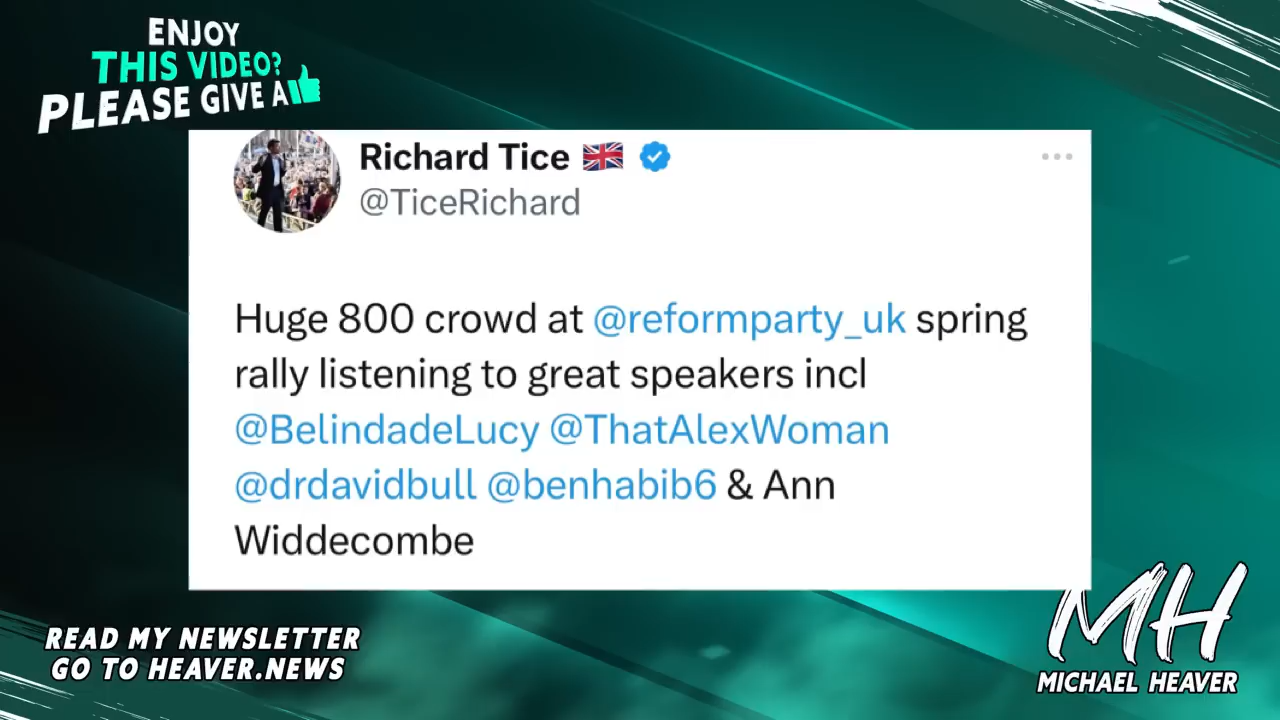 ENJOY
THIS VIDEO?
PLEASE GIVE A
Richard Tice 🇬🇧
@TiceRichard
Huge 800 crowd at @reformparty_uk spring
rally listening to great speakers incl
@BelindadeLucy @ThatAlexWoman
@drdavidbull @benhabib6 & Ann
Widdecombe
READ MY NEWSLETTER
GO TO HEAVER.NEWS
MH
MICHAEL HEAVER